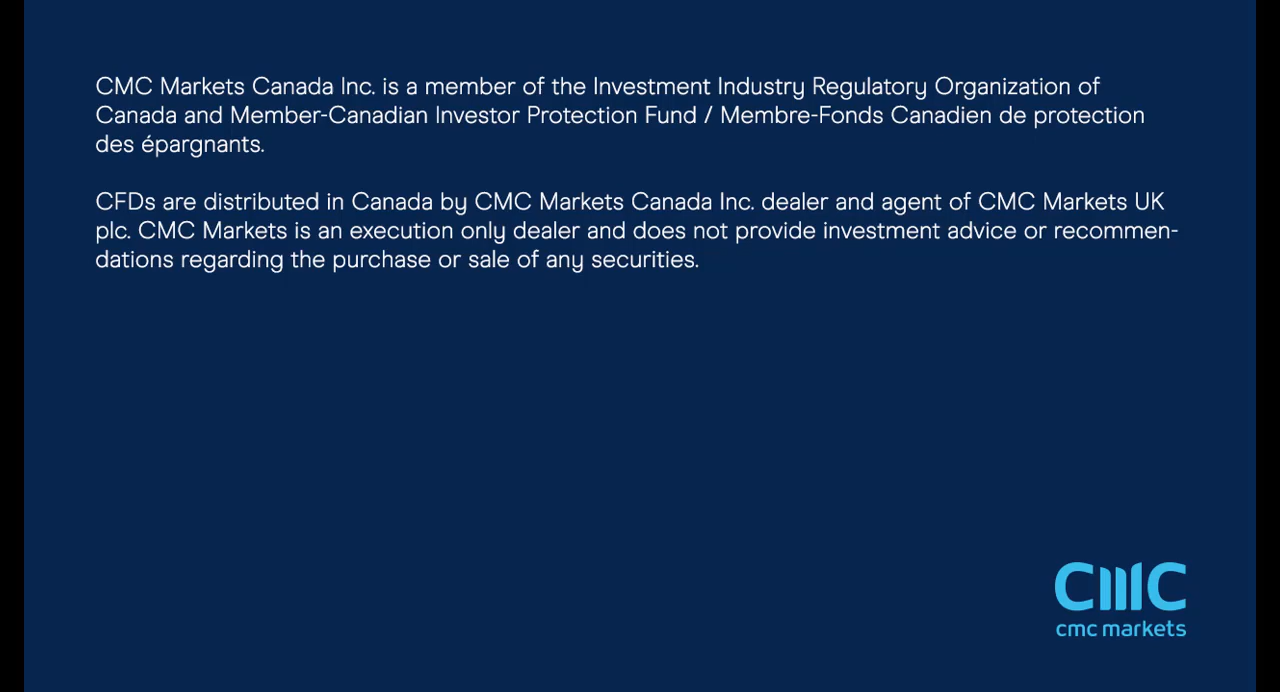 CMC Markets Canada Inc. is a member of the Investment Industry Regulatory Organization of
Canada and Member-Canadian Investor Protection Fund / Membre-Fonds Canadien de protection
des épargnants.
CFDs are distributed in Canada by CMC Markets Canada Inc. dealer and agent of CMC Markets UK
plc. CMC Markets is an execution only dealer and does not provide investment advice or recommen-
dations regarding the purchase or sale of any securities.
CMC
cmc markets